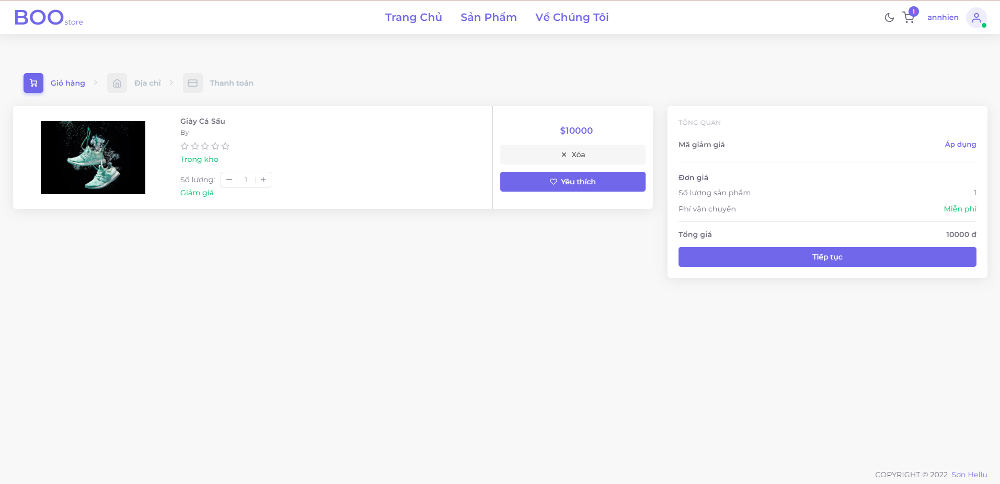 BOO store
Trang Chủ Sản Phẩm Về Chúng Tôi
1
annhien
Giỏ hàng Địa chỉ Thanh toán
Giày Cá Sấu
By
Trong kho
Số lượng: 1
Giảm giá
$10000
Xóa
Yêu thích
TỔNG QUAN
Mã giảm giá Áp dụng
Đơn giá
Số lượng sản phẩm 1
Phí vận chuyển Miễn phí
Tổng giá 10000 đ
Tiếp tục
COPYRIGHT © 2022 Sơn Hellu